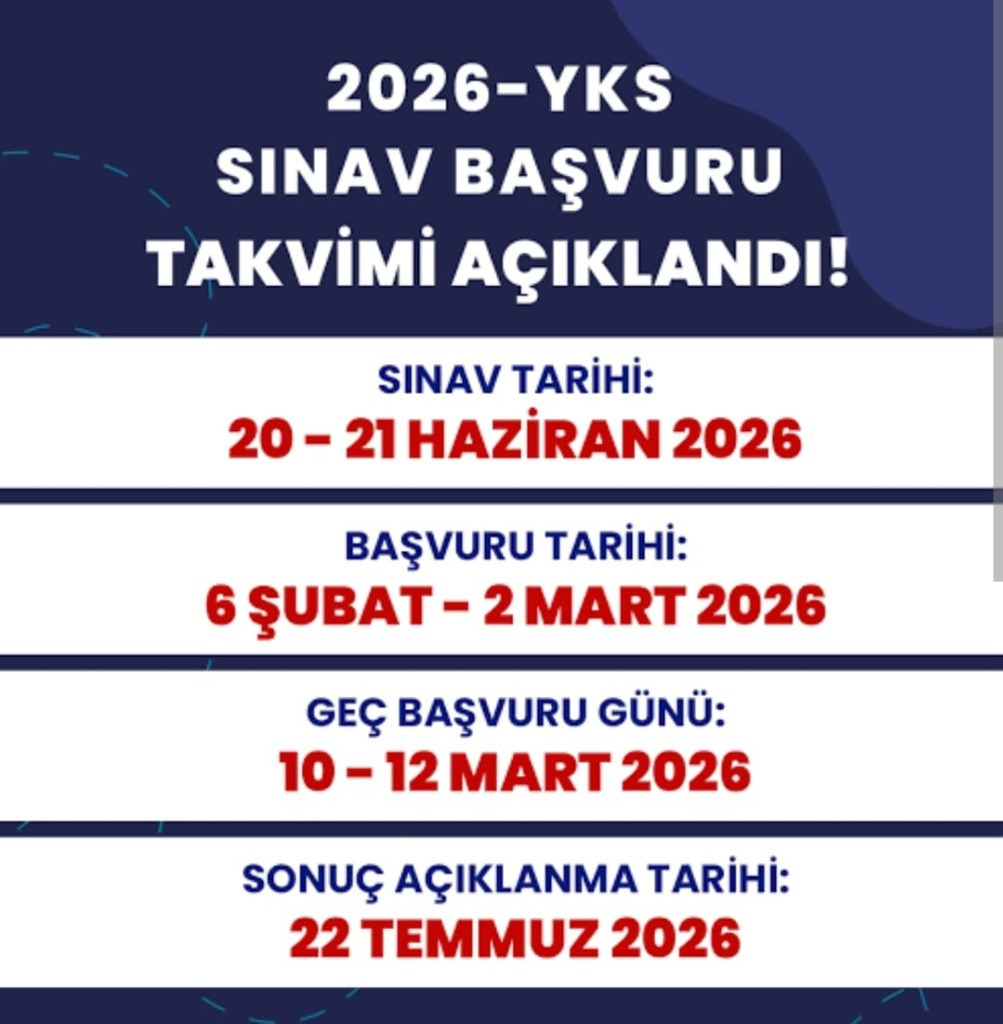 2026-YKS
SINAV BAŞVURU
TAKVİMİ AÇIKLANDI!
SINAV TARİHİ:
20 - 21 HAZİRAN 2026
BAŞVURU TARİHİ:
6 ŞUBAT - 2 MART 2026
GEÇ BAŞVURU GÜNÜ:
10 - 12 MART 2026
SONUÇ AÇIKLANMA TARİHİ:
22 TEMMUZ 2026